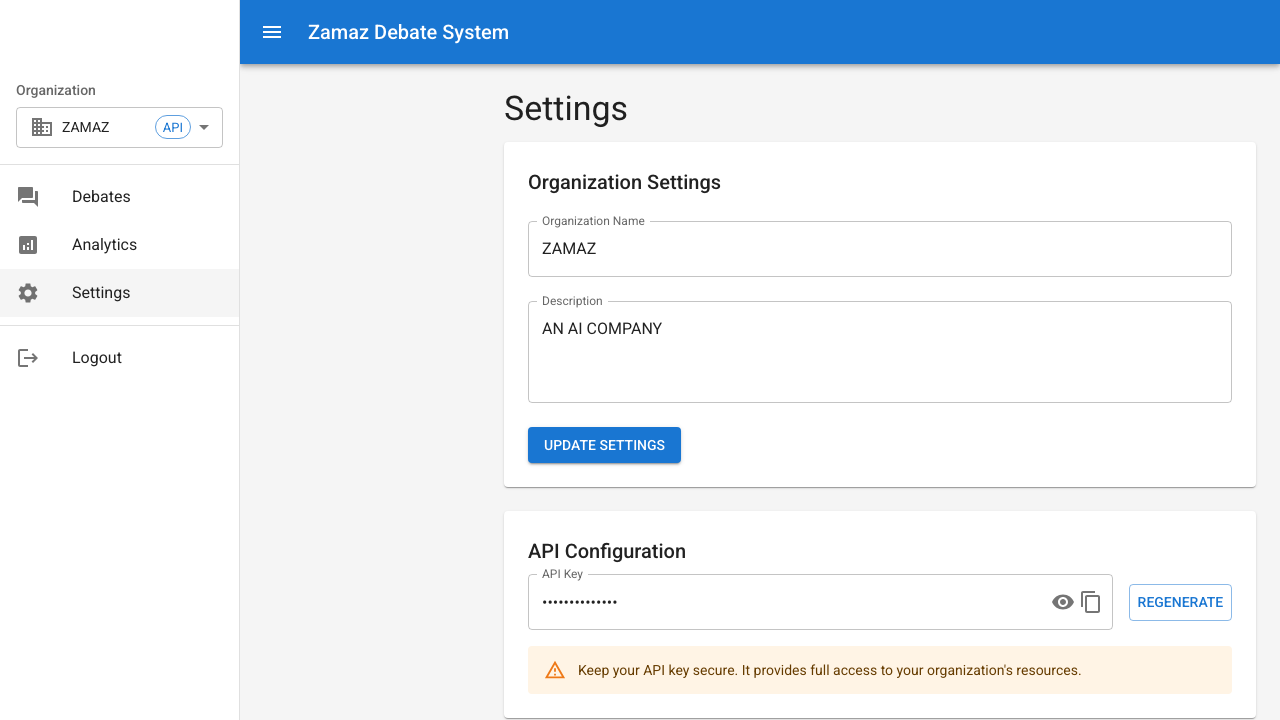 Zamaz Debate System
Organization
ZAMAZ
API
Debates
Analytics
Settings
Logout
Settings
Organization Settings
Organization Name
ZAMAZ
Description
AN AI COMPANY
UPDATE SETTINGS
API Configuration
API Key
••••••••••••••
REGENERATE
Keep your API key secure. It provides full access to your organization's resources.